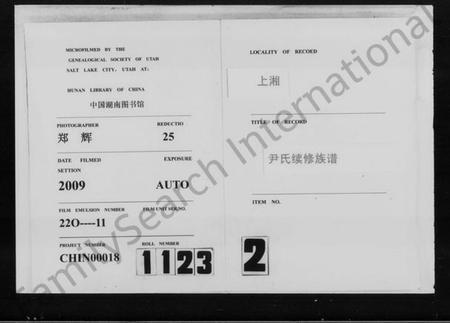 MICROFILMED BY THE
GENEALOGICAL SOCIETY OF UTAH
SALT LAKE CITY, UTAH AT:
HUNAN LIBRARY OF CHINA
中国湖南图书馆
PHOTOGRAPHER REDUCTIO
郑 辉 25
DATE FILMED EXPOSURE
SETTION
2009 AUTO
FILM EMULSION NUMBER FILM UNIT SER.NO.
22O----11
PROJECT NUMBER ROLL NUMBER
CHIN00018 1123
LOCALITY OF RECOED
上湘
TITLE OF RECORD
尹氏续修族谱
ITEM NO.
2
FamilySearch International